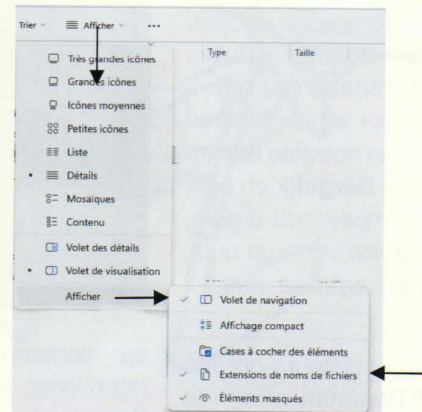 Trier Afficher ...
Type Taille
Très grandes icônes
Grandes icônes
Icônes moyennes
Petites icônes
Liste
Détails
Mosaïques
Contenu
Volet des détails
Volet de visualisation
Afficher
Volet de navigation
Affichage compact
Cases à cocher des éléments
Extensions de noms de fichiers
Éléments masqués